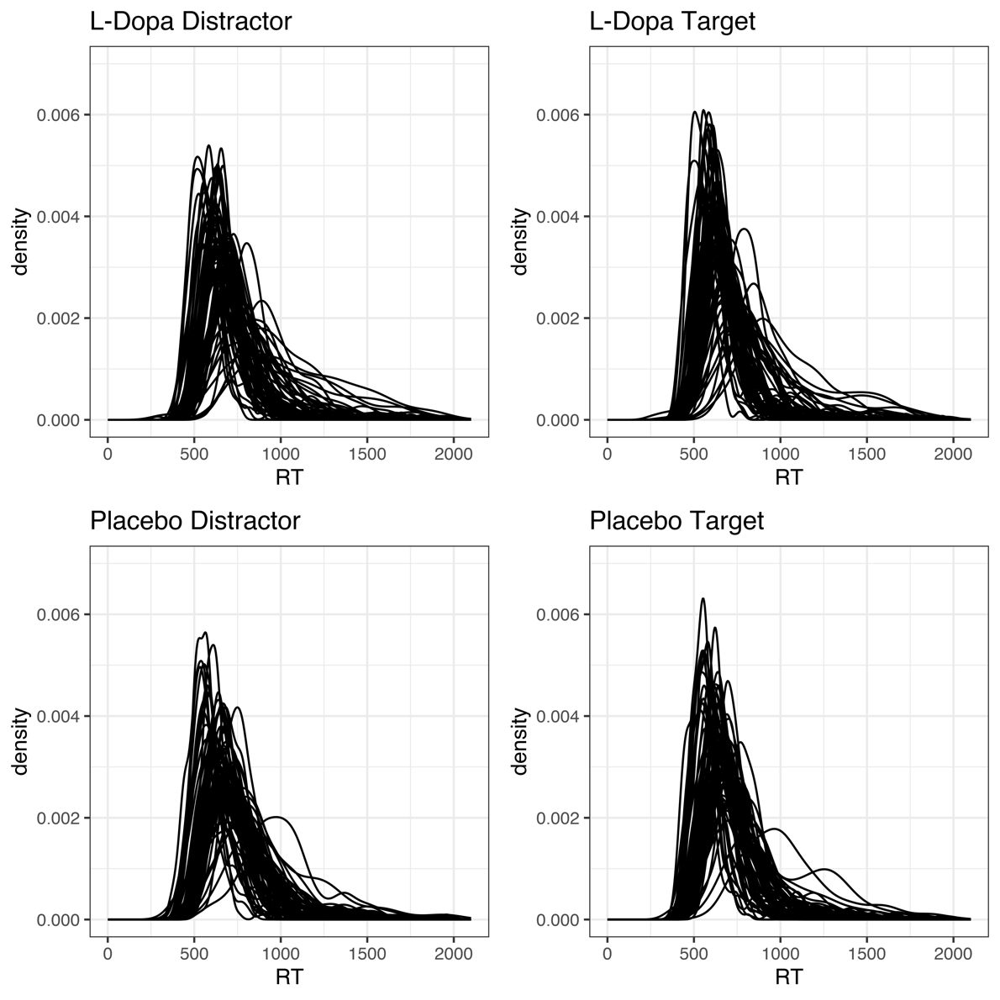 L-Dopa Distractor
density
0.006
0.004
0.002
0.000
0 500 1000 1500 2000
RT
L-Dopa Target
density
0.006
0.004
0.002
0.000
0 500 1000 1500 2000
RT
Placebo Distractor
density
0.006
0.004
0.002
0.000
0 500 1000 1500 2000
RT
Placebo Target
density
0.006
0.004
0.002
0.000
0 500 1000 1500 2000
RT